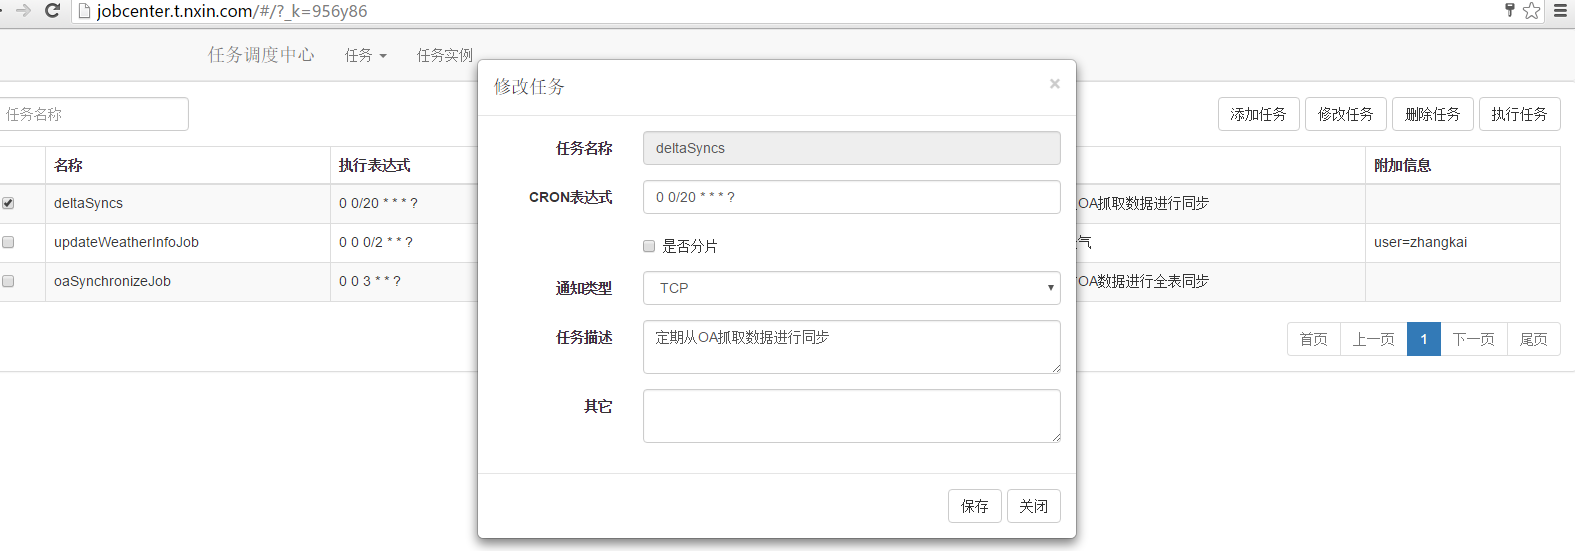 jobcenter.t.nxin.com/#/?_k=956y86
任务调度中心 任务 任务实例
任务名称
添加任务 修改任务 删除任务 执行任务
名称 执行表达式 附加信息
deltaSyncs 0 0/20 * * * ? OA抓取数据进行同步
updateWeatherInfoJob 0 0 0/2 * * ? 气 user=zhangkai
oaSynchronizeJob 0 0 3 * * ? OA数据进行全表同步
首页 上一页 1 下一页 尾页
修改任务 ×
任务名称 deltaSyncs
CRON表达式 0 0/20 * * * ?
是否分片
通知类型 TCP
任务描述 定期从OA抓取数据进行同步
其它
保存 关闭